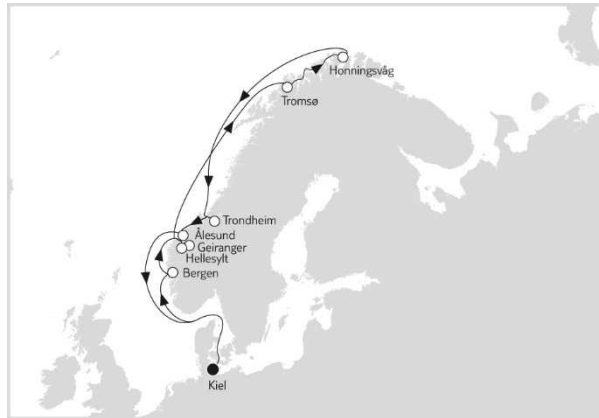 Honningsvåg
Tromsø
Trondheim
Ålesund
Geiranger
Hellesylt
Bergen
Kiel